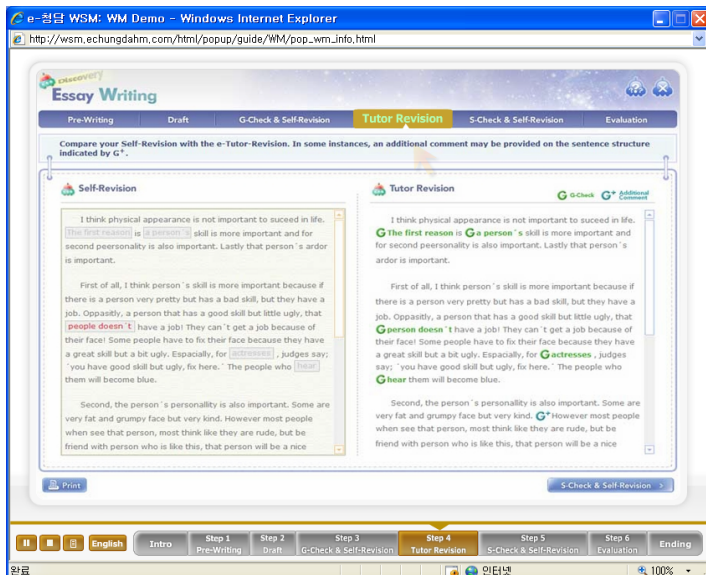 e-청담 WSM: WM Demo - Windows Internet Explorer
http://wsm.echungdahm.com/html/popup/guide/WM/pop_wm_info.html
Discovery
Essay Writing
Pre-Writing Draft G-Check & Self-Revision Tutor Revision S-Check & Self-Revision Evaluation
Compare your Self-Revision with the e-Tutor-Revision. In some instances, an additional comment may be provided on the sentence structure
indicated by G+.
Self-Revision
I think physical appearance is not important to suceed in life.
The first reason is a person`s skill is more important and for
second peersonality is also important. Lastly that person`s ardor
is important.
First of all, I think person`s skill is more important because if
there is a person very pretty but has a bad skill, but they have a
job. Oppasitly, a person that has a good skill but little ugly, that
people doesn`t have a job! They can`t get a job because of
their face! Some people have to fix their face because they have
a great skill but a bit ugly. Espacially, for actresses , judges say;
`you have good skill but ugly, fix here.` The people who hear
them will become blue.
Second, the person`s personallity is also important. Some are
very fat and grumpy face but very kind. However most people
when see that person, most think like they are rude, but be
friend with person who is like this, that person will be a nice
Tutor Revision
G G-Check G+ Additional Comment
I think physical appearance is not important to suceed in life.
G The first reason is G a person`s skill is more important and
for second peersonality is also important. Lastly that person`s
ardor is important.
First of all, I think person`s skill is more important because if
there is a person very pretty but has a bad skill, but they have a
job. Oppasitly, a person that has a good skill but little ugly, that
G person doesn`t have a job! They can`t get a job because of
their face! Some people have to fix their face because they have
a great skill but a bit ugly. Espacially, for G actresses , judges
say; `you have good skill but ugly, fix here.` The people who
G hear them will become blue.
Second, the person`s personallity is also important. Some are
very fat and grumpy face but very kind. G+ However most people
when see that person, most think like they are rude, but be
friend with person who is like this, that person will be a nice
Print
S-Check & Self-Revision >
English
Intro
Step 1
Pre-Writing
Step 2
Draft
Step 3
G-Check & Self-Revision
Step 4
Tutor Revision
Step 5
S-Check & Self-Revision
Step 6
Evaluation
Ending
완료
인터넷
100%